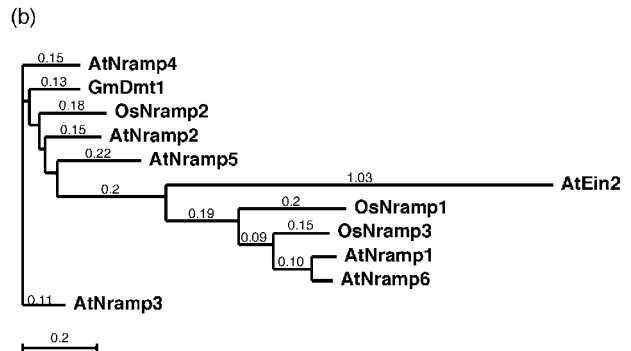 (b)
0.15 AtNramp4
0.13 GmDmt1
0.18 OsNramp2
0.15 AtNramp2
0.22 AtNramp5
1.03 AtEin2
0.2
0.2 OsNramp1
0.19
0.15 OsNramp3
0.09
AtNramp1
0.10
AtNramp6
0.11 AtNramp3
0.2